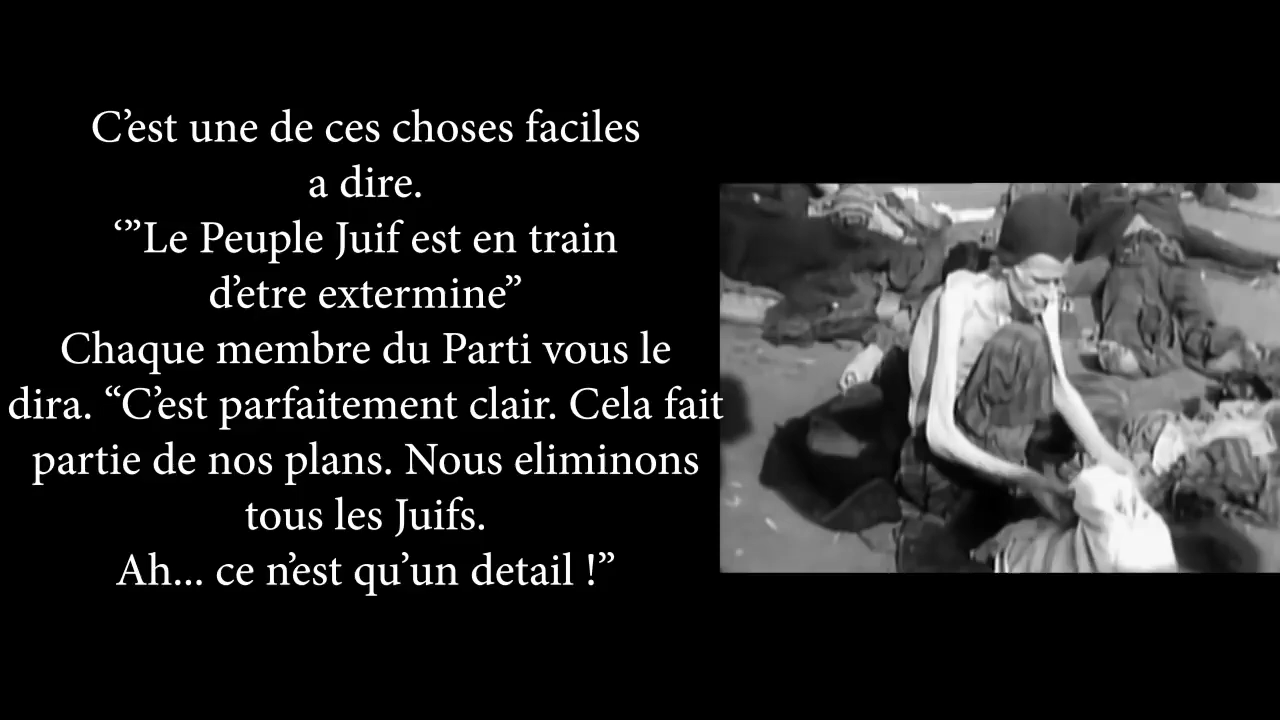 C’est une de ces choses faciles
a dire.
‘”Le Peuple Juif est en train
d’etre extermine”
Chaque membre du Parti vous le
dira. “C’est parfaitement clair. Cela fait
partie de nos plans. Nous eliminons
tous les Juifs.
Ah... ce n’est qu’un detail !”